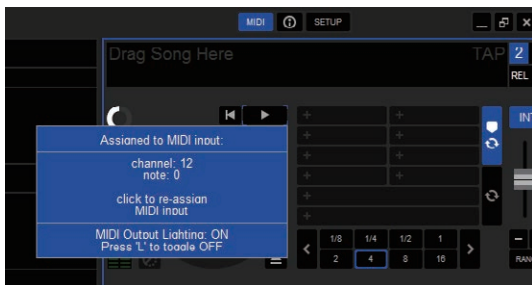 MIDI SETUP
Drag Song Here TAP 2
REL
INT
Assigned to MIDI input:
channel: 12
note: 0
click to re-assign
MIDI input
MIDI Output Lighting: ON
Press 'L' to toggle OFF
1/8 1/4 1/2 1
2 4 8 16
RAN